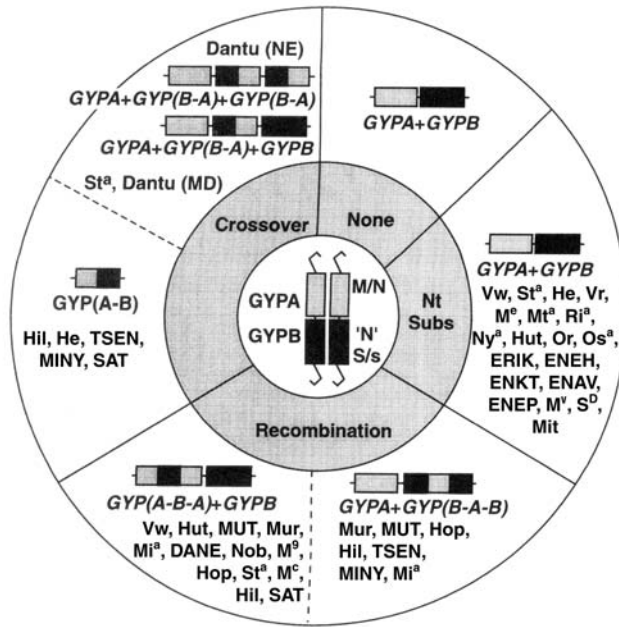 Dantu (NE)
GYPA+GYP(B-A)+GYP(B-A)
GYPA+GYP(B-A)+GYPB
Stᵃ, Dantu (MD)
GYPA+GYPB
Crossover
None
Nt
Subs
Recombination
GYPA
GYPB
M/N
'N'
S/s
GYPA+GYPB
Vw, Stᵃ, He, Vr,
Mᵉ, Mtᵃ, Riᵃ,
Nyᵃ, Hut, Or, Osᵃ,
ERIK, ENEH,
ENKT, ENAV,
ENEP, Mᵛ, Sᴰ,
Mit
GYP(A-B)
Hil, He, TSEN,
MINY, SAT
GYP(A-B-A)+GYPB
Vw, Hut, MUT, Mur,
Miᵃ, DANE, Nob, M⁹,
Hop, Stᵃ, Mᶜ,
Hil, SAT
GYPA+GYP(B-A-B)
Mur, MUT, Hop,
Hil, TSEN,
MINY, Miᵃ